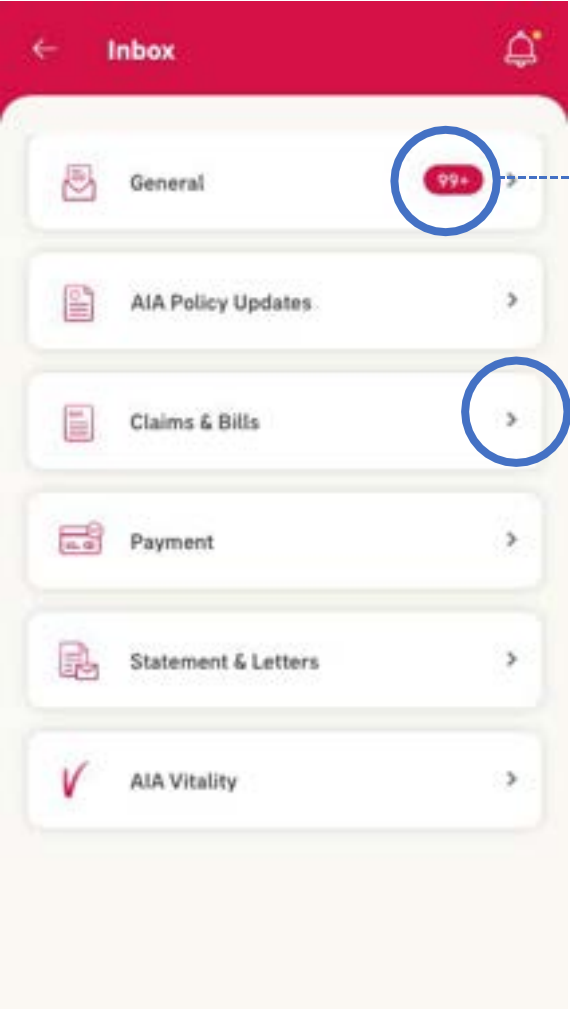 Inbox
General 99+
AIA Policy Updates
Claims & Bills
Payment
Statement & Letters
AIA Vitality